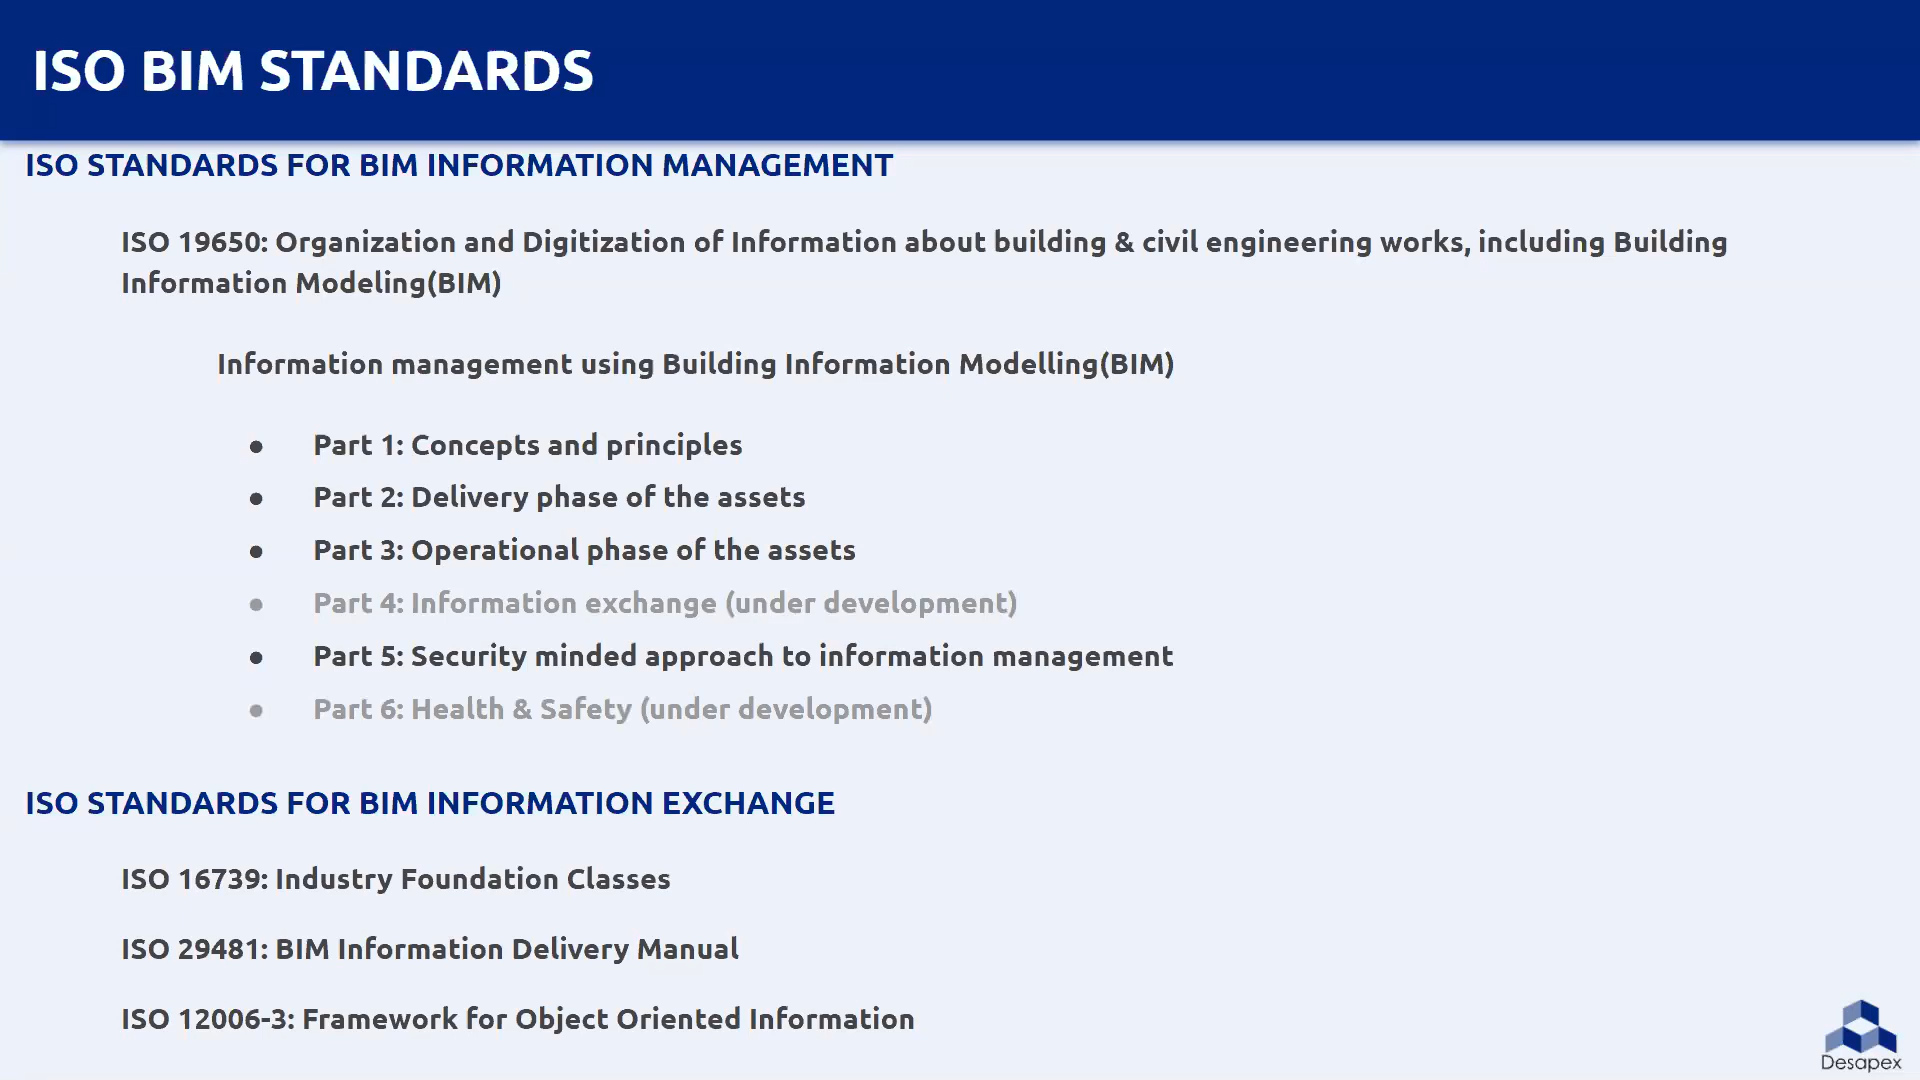 ISO BIM STANDARDS
ISO STANDARDS FOR BIM INFORMATION MANAGEMENT
ISO 19650: Organization and Digitization of Information about building & civil engineering works, including Building
Information Modeling(BIM)
Information management using Building Information Modelling(BIM)
● Part 1: Concepts and principles
● Part 2: Delivery phase of the assets
● Part 3: Operational phase of the assets
● Part 4: Information exchange (under development)
● Part 5: Security minded approach to information management
● Part 6: Health & Safety (under development)
ISO STANDARDS FOR BIM INFORMATION EXCHANGE
ISO 16739: Industry Foundation Classes
ISO 29481: BIM Information Delivery Manual
ISO 12006-3: Framework for Object Oriented Information
Desapex